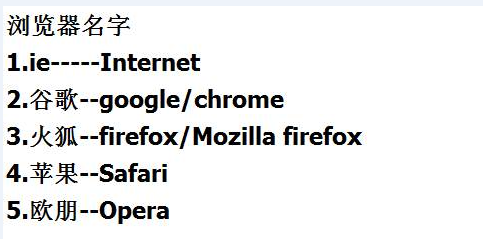 浏览器名字
1.ie-----Internet
2.谷歌--google/chrome
3.火狐--firefox/Mozilla firefox
4.苹果--Safari
5.欧朋--Opera